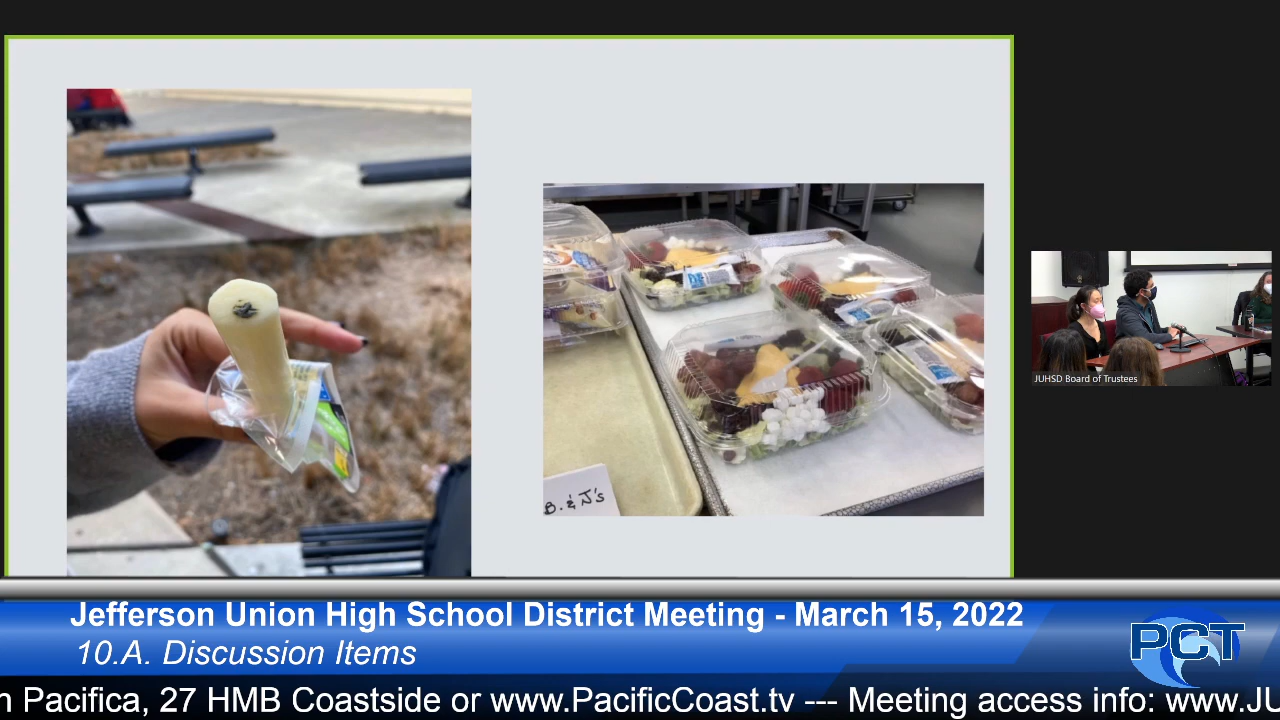 B. & J's
JUHSD Board of Trustees
Jefferson Union High School District Meeting - March 15, 2022
10.A. Discussion Items
PCT
n Pacifica, 27 HMB Coastside or www.PacificCoast.tv --- Meeting access info: www.JU